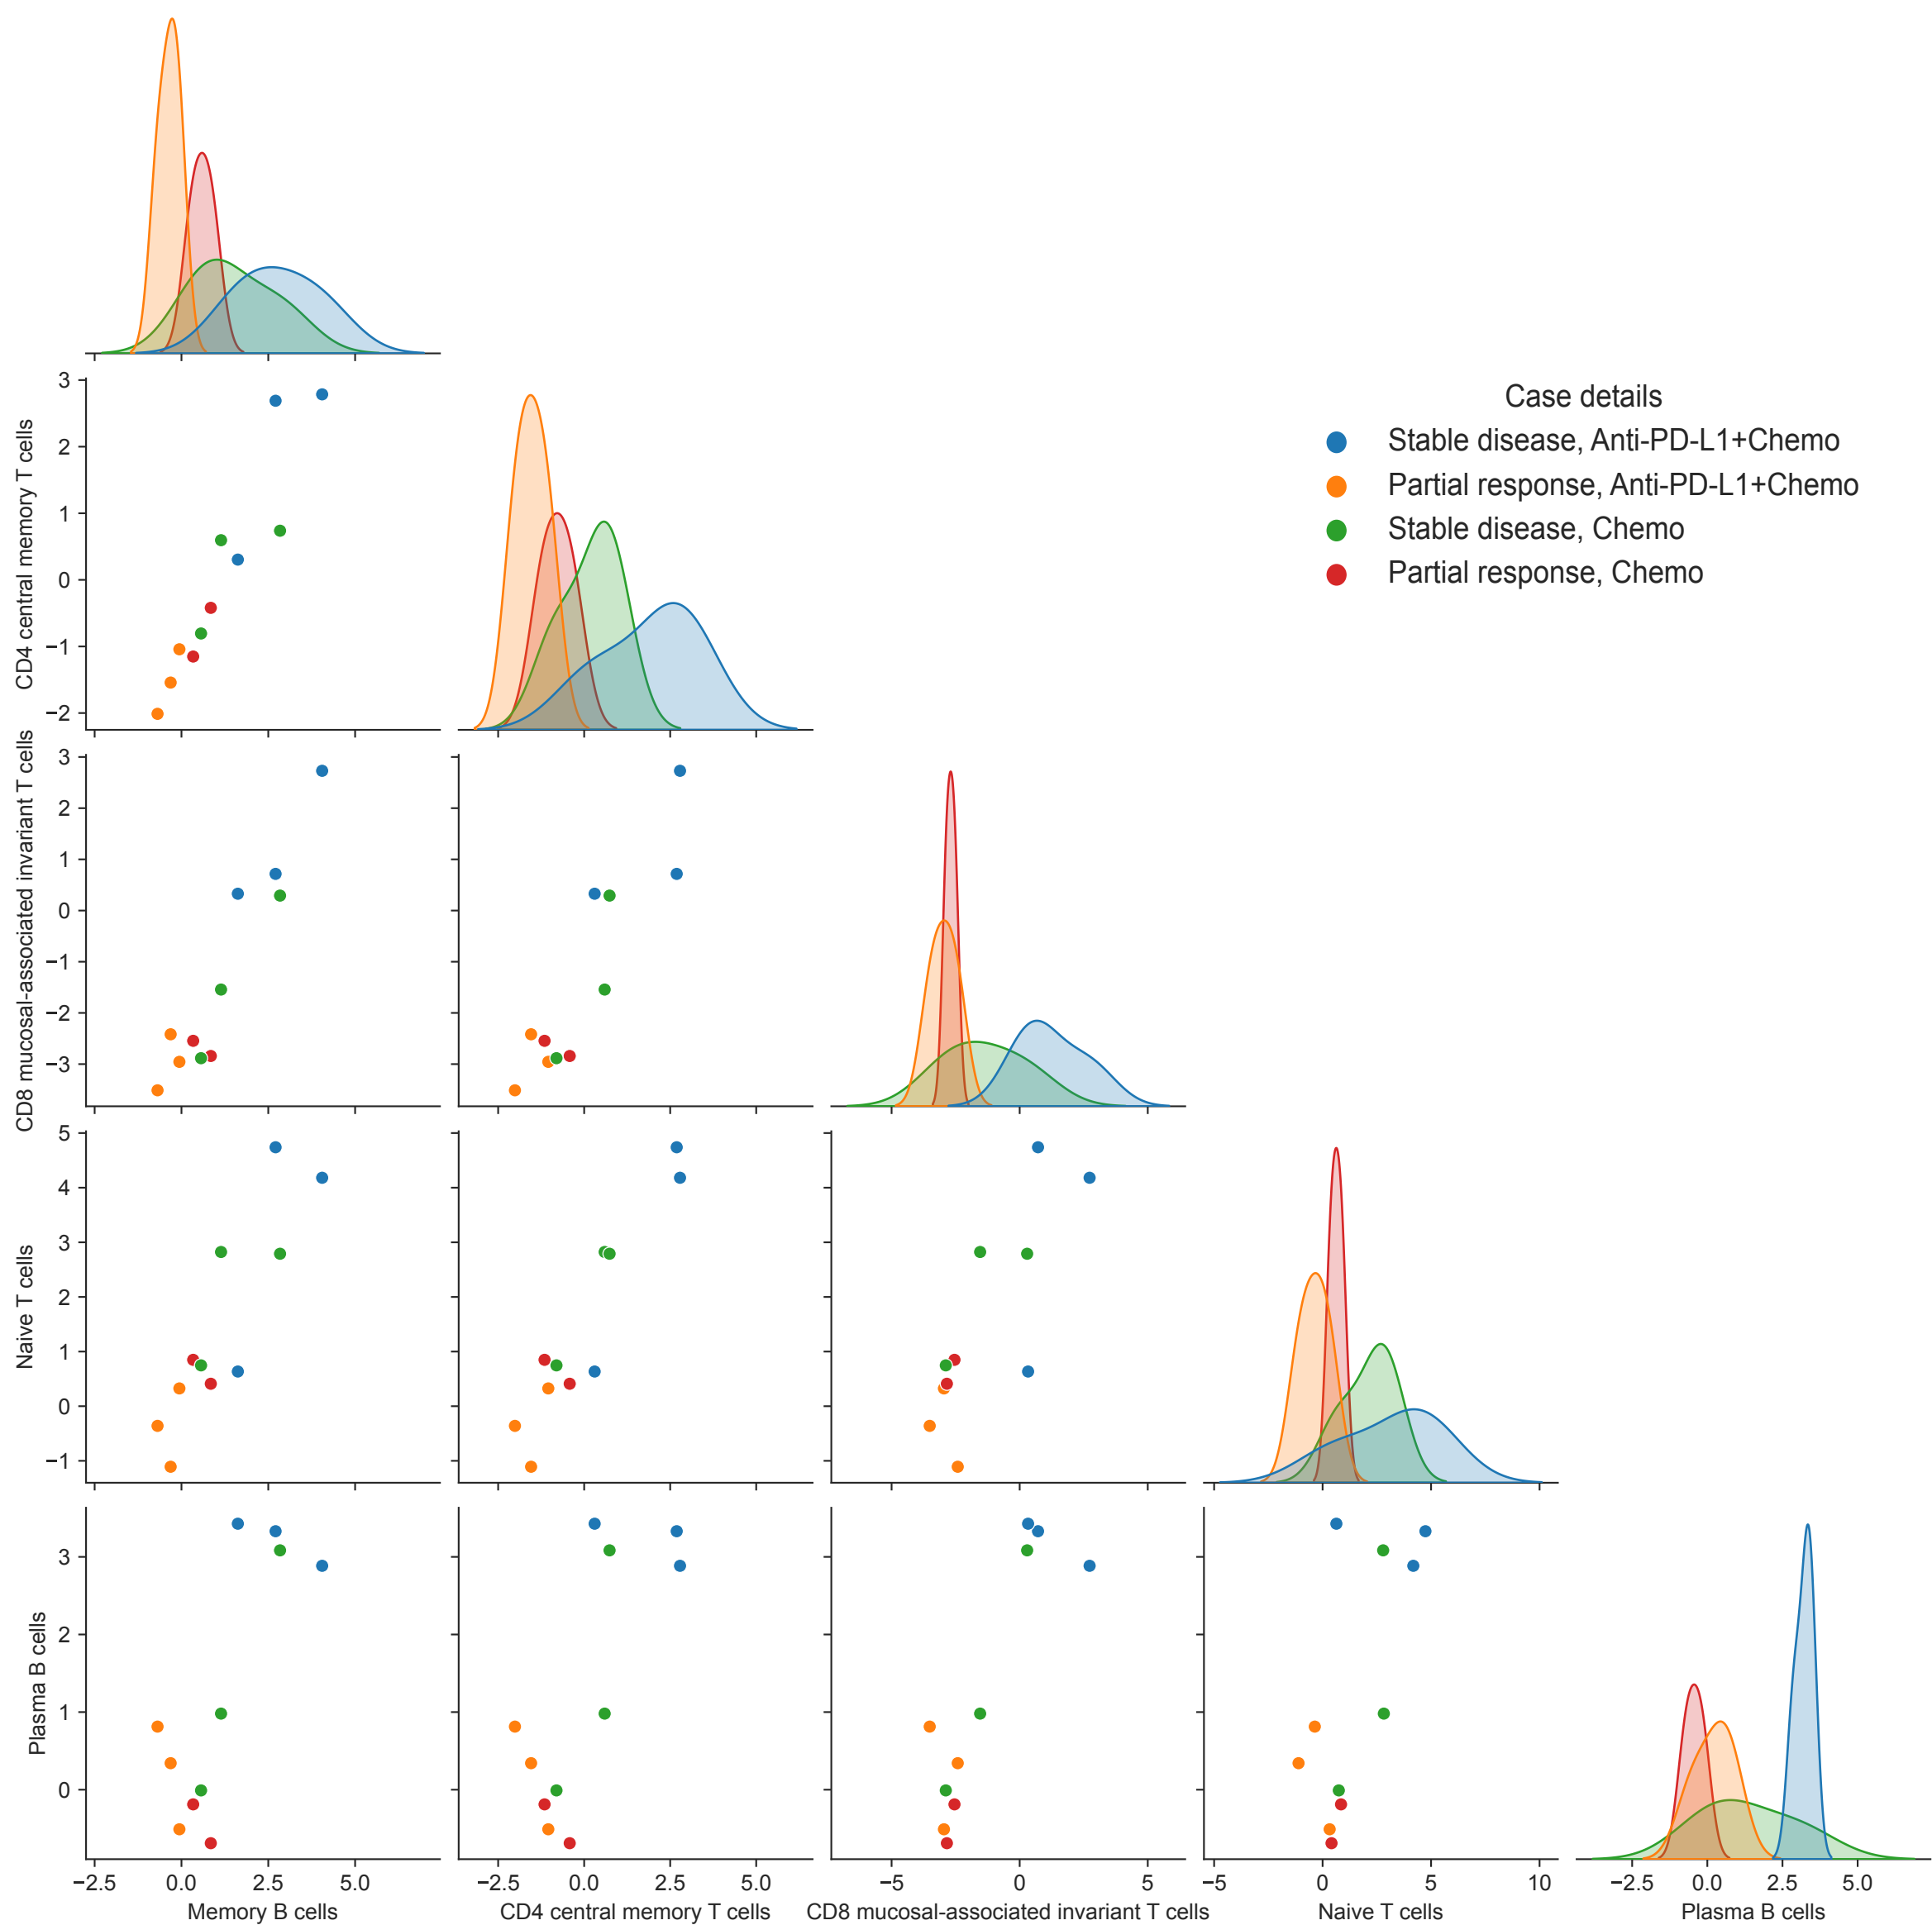 3
2
1
0
−1
−2
CD4 central memory T cells
Case details
Stable disease, Anti-PD-L1+Chemo
Partial response, Anti-PD-L1+Chemo
Stable disease, Chemo
Partial response, Chemo
3
2
1
0
−1
−2
−3
CD8 mucosal-associated invariant T cells
5
4
3
2
1
0
−1
Naive T cells
3
2
1
0
Plasma B cells
−2.5 0.0 2.5 5.0
Memory B cells
−2.5 0.0 2.5 5.0
CD4 central memory T cells
−5 0 5
CD8 mucosal-associated invariant T cells
−5 0 5 10
Naive T cells
−2.5 0.0 2.5 5.0
Plasma B cells